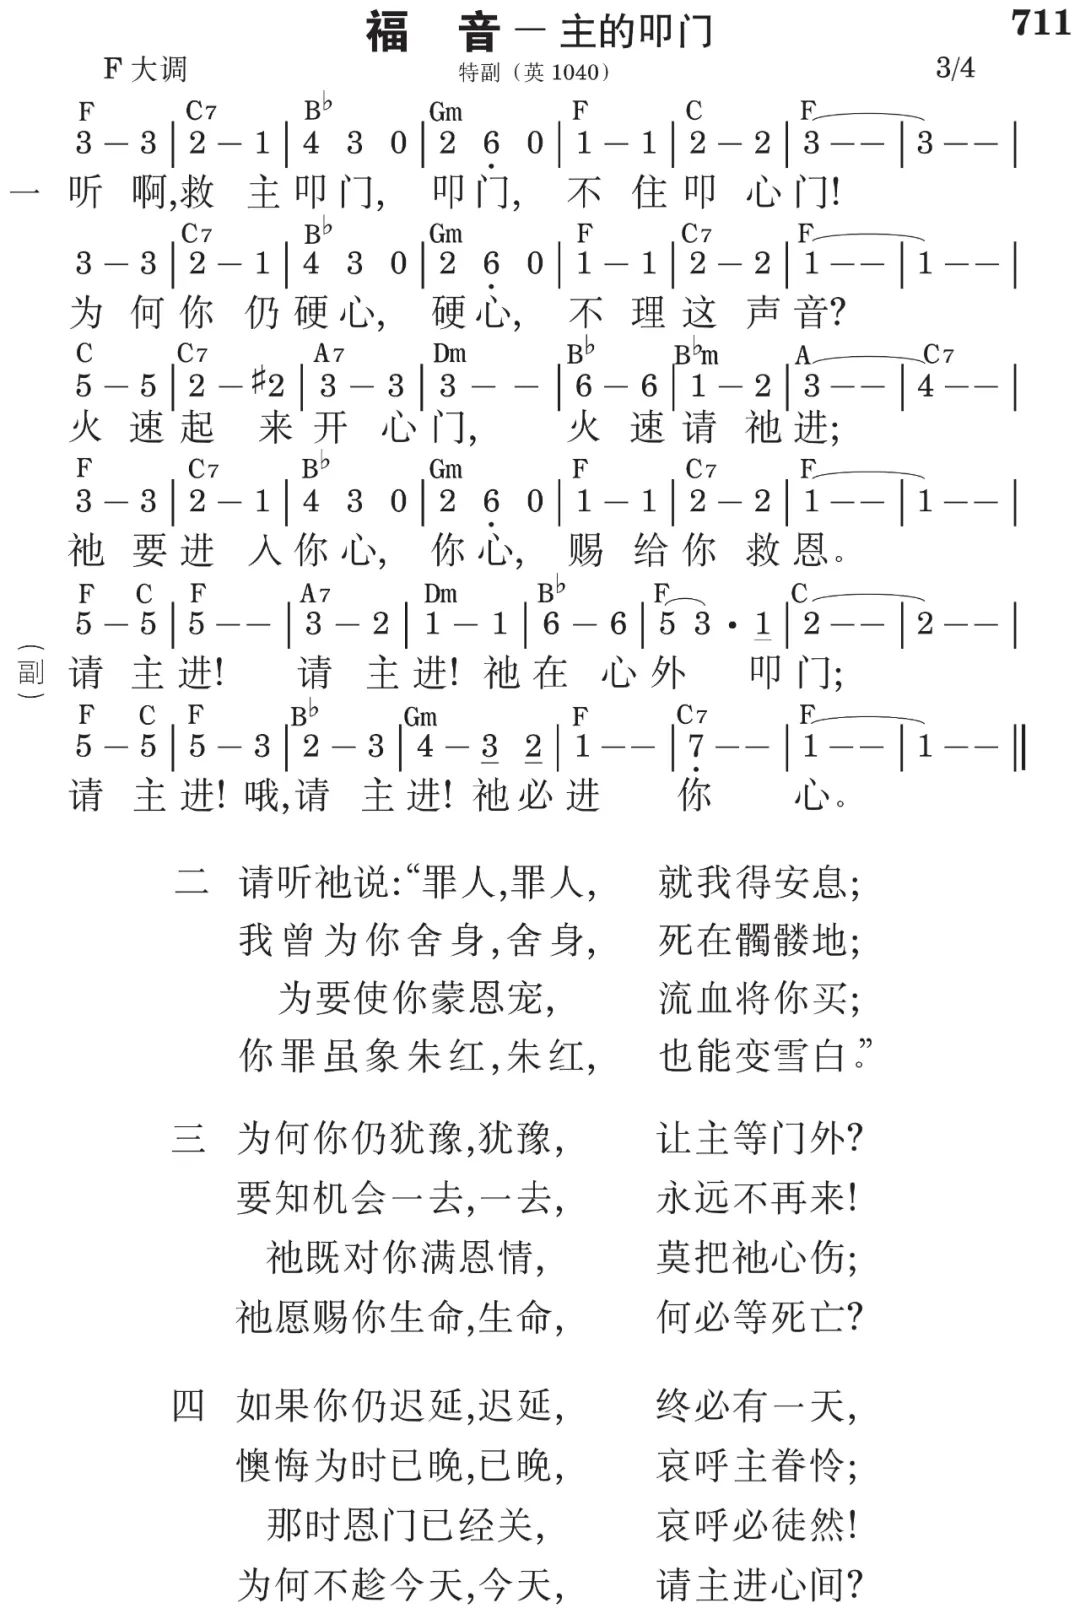 福 音 — 主的叩门
711
F 大调
特副（英 1040）
3/4
F C7 B♭ Gm F C F
3 — 3 | 2 — 1 | 4 3 0 | 2 6̣ 0 | 1 — 1 | 2 — 2 | 3 — — | 3 — — |
一 听 啊,救 主 叩 门, 叩 门, 不 住 叩 心 门!
C7 B♭ Gm F C7 F
3 — 3 | 2 — 1 | 4 3 0 | 2 6̣ 0 | 1 — 1 | 2 — 2 | 1 — — | 1 — — |
为 何 你 仍 硬 心, 硬 心, 不 理 这 声 音?
C C7 A7 Dm B♭ B♭m A C7
5 — 5 | 2 — ♯2 | 3 — 3 | 3 — — | 6 — 6 | 1 — 2 | 3 — — | 4 — — |
火 速 起 来 开 心 门, 火 速 请 祂 进;
F C7 B♭ Gm F C7 F
3 — 3 | 2 — 1 | 4 3 0 | 2 6̣ 0 | 1 — 1 | 2 — 2 | 1 — — | 1 — — |
祂 要 进 入 你 心, 你 心, 赐 给 你 救 恩。
F C F A7 Dm B♭ F C
5 — 5 | 5 — — | 3 — 2 | 1 — 1 | 6 — 6 | 5 3 · 1̲ | 2 — — | 2 — — |
（副） 请 主 进! 请 主 进! 祂 在 心 外 叩 门;
F C F B♭ Gm F C7 F
5 — 5 | 5 — 3 | 2 — 3 | 4 — 3̲ 2̲ | 1 — — | 7̣ — — | 1 — — | 1 — — ‖
请 主 进! 哦,请 主 进! 祂 必 进 你 心。
二 请听祂说:“罪人,罪人, 就我得安息;
我曾为你舍身,舍身, 死在髑髅地;
为要使你蒙恩宠, 流血将你买;
你罪虽象朱红,朱红, 也能变雪白。”
三 为何你仍犹豫,犹豫, 让主等门外?
要知机会一去,一去, 永远不再来!
祂既对你满恩情, 莫把祂心伤;
祂愿赐你生命,生命, 何必等死亡?
四 如果你仍迟延,迟延, 终必有一天,
懊悔为时已晚,已晚, 哀呼主眷怜;
那时恩门已经关, 哀呼必徒然!
为何不趁今天,今天, 请主进心间?